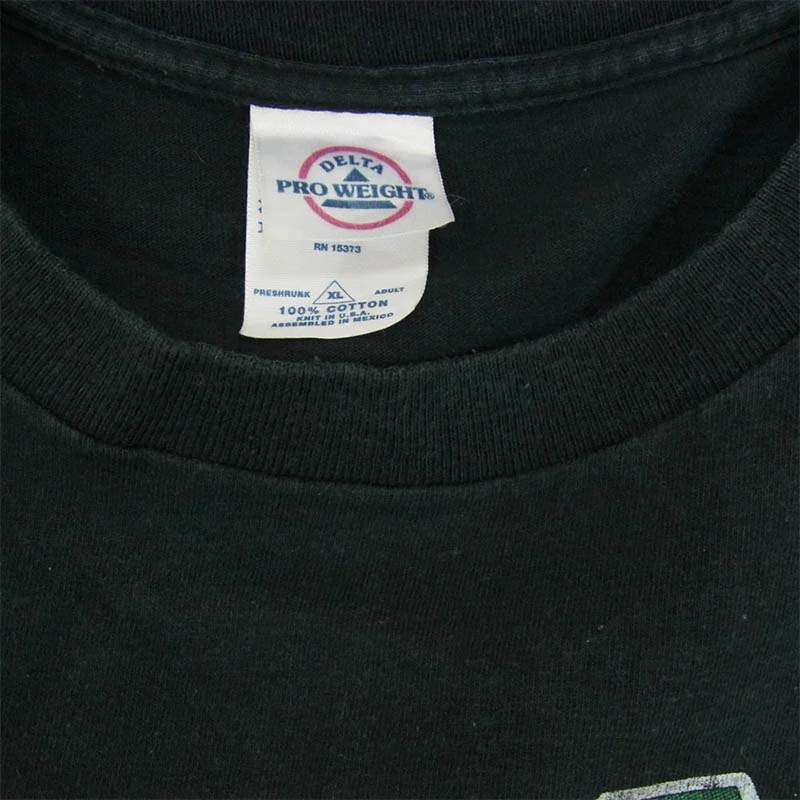 DELTA
PRO WEIGHT®
RN 15373
PRESHRUNK XL ADULT
100% COTTON
KNIT IN U.S.A.
ASSEMBLED IN MEXICO